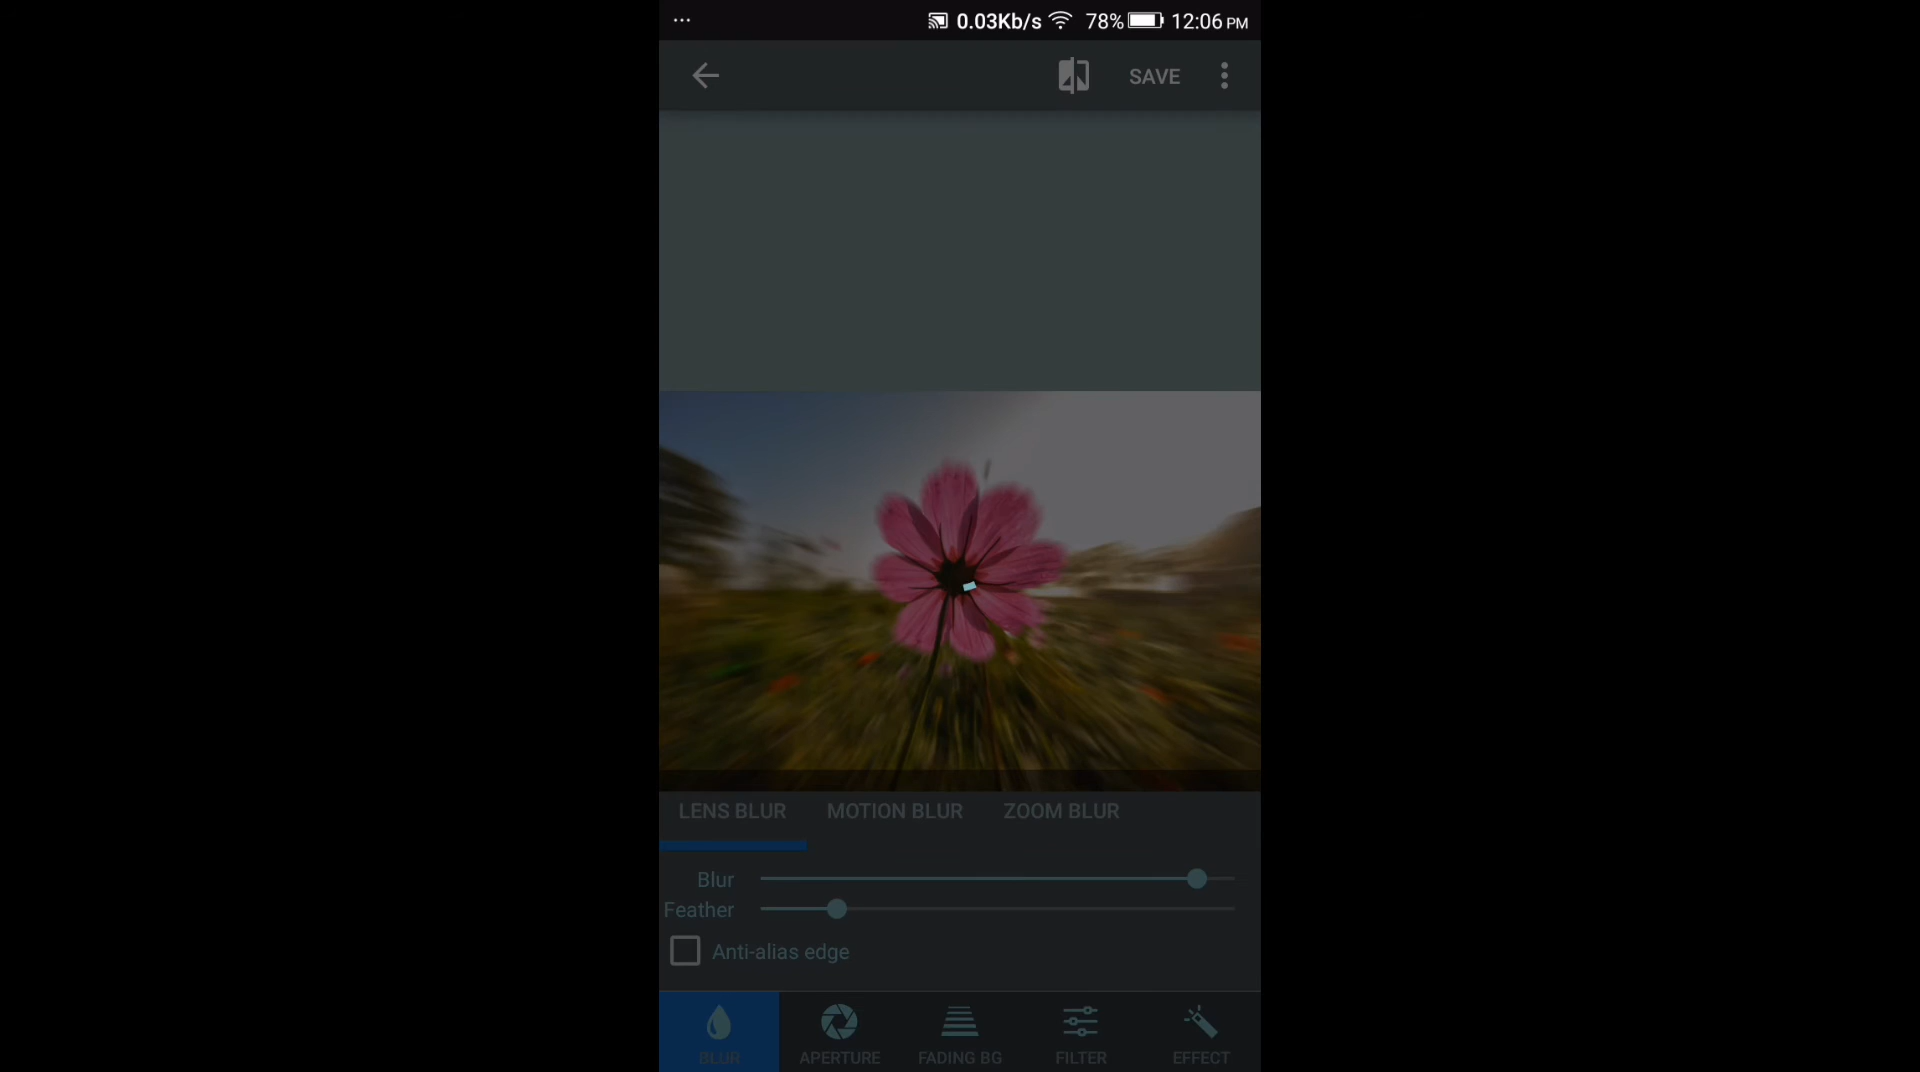 0.03Kb/s 78% 12:06 PM
SAVE
LENS BLUR MOTION BLUR ZOOM BLUR
Blur
Feather
Anti-alias edge
BLUR APERTURE FADING BG FILTER EFFECT